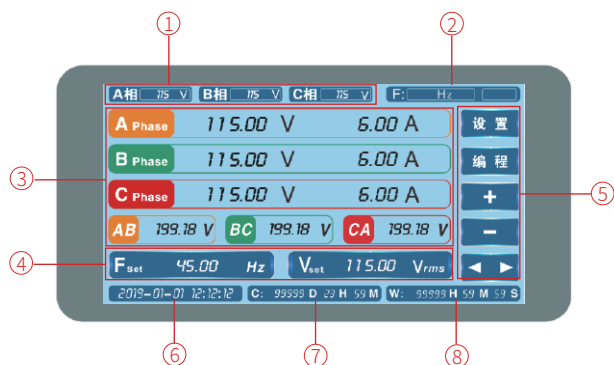 ① ②
A相 115 V B相 115 V C相 115 V F: Hz
A Phase 115.00 V 6.00 A 设置
B Phase 115.00 V 6.00 A 编程
C Phase 115.00 V 6.00 A +
AB 199.18 V BC 199.18 V CA 199.18 V −
③ ⑤
Fset 45.00 Hz Vset 115.00 Vrms ◀ ▶
④
2019-01-01 12:12:12 C: 99999 D 23 H 59 M W: 99999 H 59 M 59 S
⑥ ⑦ ⑧